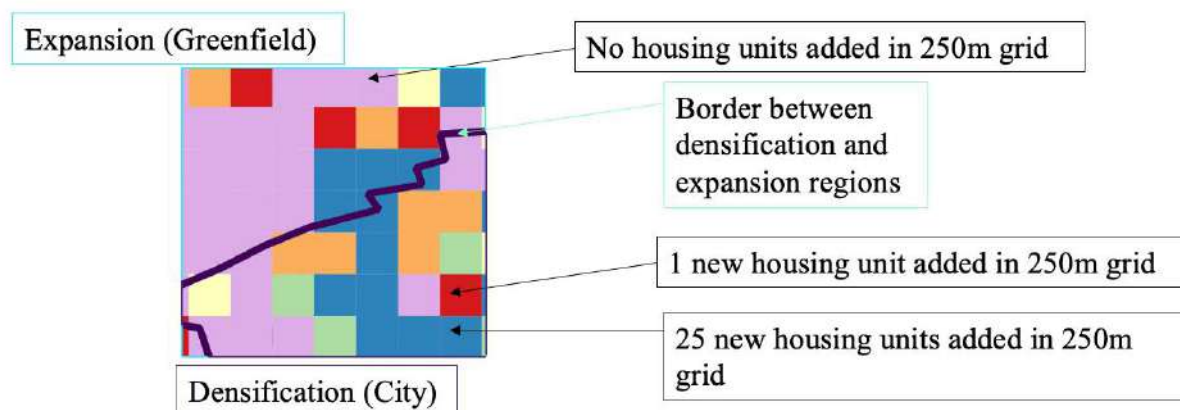 Expansion (Greenfield)
No housing units added in 250m grid
Border between
densification and
expansion regions
1 new housing unit added in 250m grid
25 new housing units added in 250m
grid
Densification (City)